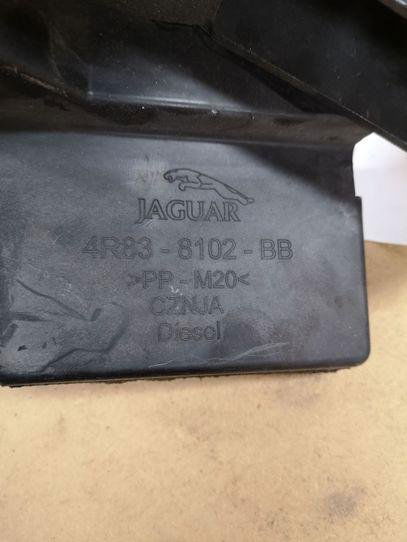 JAGUAR
4R83 - 8102 - BB
>PP - M20<
CZNJA
Diesel